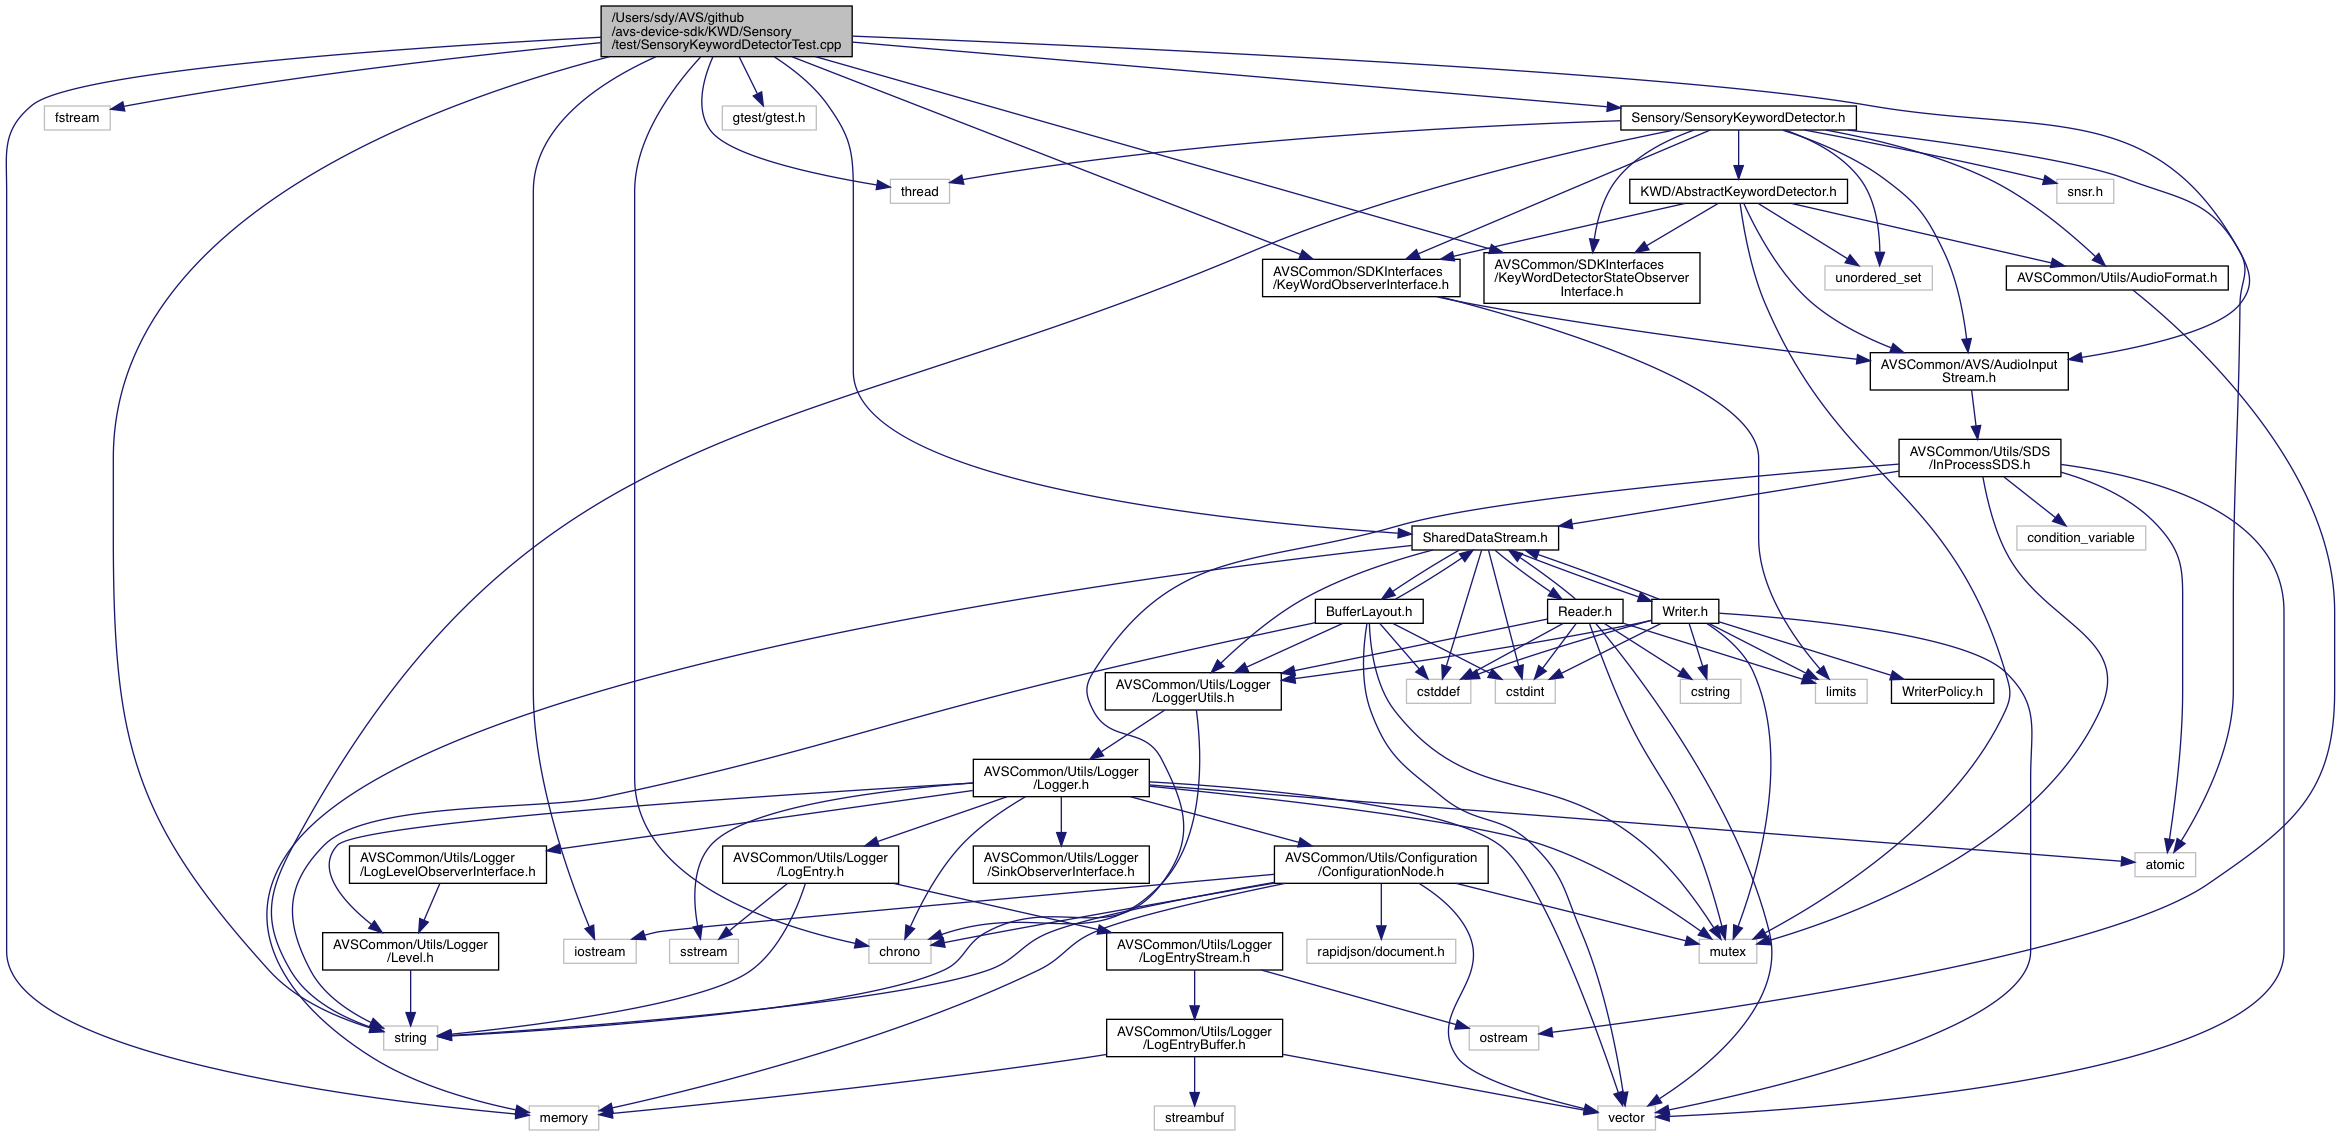 /Users/sdy/AVS/github
/avs-device-sdk/KWD/Sensory
/test/SensoryKeywordDetectorTest.cpp
fstream
gtest/gtest.h
Sensory/SensoryKeywordDetector.h
thread
KWD/AbstractKeywordDetector.h
snsr.h
AVSCommon/SDKInterfaces
/KeyWordObserverInterface.h
AVSCommon/SDKInterfaces
/KeyWordDetectorStateObserver
Interface.h
unordered_set
AVSCommon/Utils/AudioFormat.h
AVSCommon/AVS/AudioInput
Stream.h
AVSCommon/Utils/SDS
/InProcessSDS.h
SharedDataStream.h
condition_variable
BufferLayout.h
Reader.h
Writer.h
AVSCommon/Utils/Logger
/LoggerUtils.h
cstddef
cstdint
cstring
limits
WriterPolicy.h
AVSCommon/Utils/Logger
/Logger.h
AVSCommon/Utils/Logger
/LogLevelObserverInterface.h
AVSCommon/Utils/Logger
/LogEntry.h
AVSCommon/Utils/Logger
/SinkObserverInterface.h
AVSCommon/Utils/Configuration
/ConfigurationNode.h
atomic
AVSCommon/Utils/Logger
/Level.h
iostream
sstream
chrono
AVSCommon/Utils/Logger
/LogEntryStream.h
rapidjson/document.h
mutex
string
AVSCommon/Utils/Logger
/LogEntryBuffer.h
ostream
memory
streambuf
vector